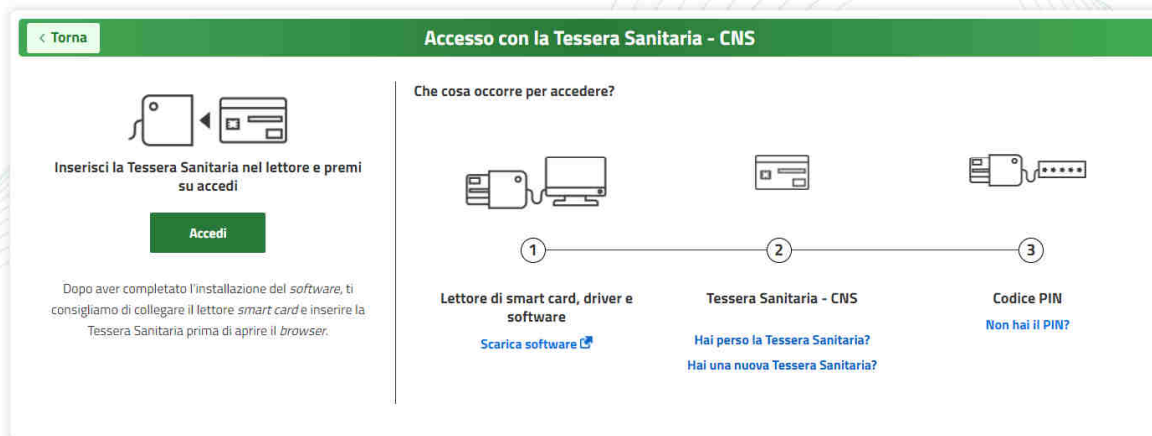 < Torna
Accesso con la Tessera Sanitaria - CNS
Inserisci la Tessera Sanitaria nel lettore e premi
su accedi
Accedi
Dopo aver completato l'installazione del software, ti
consigliamo di collegare il lettore smart card e inserire la
Tessera Sanitaria prima di aprire il browser.
Che cosa occorre per accedere?
1
2
3
Lettore di smart card, driver e
software
Scarica software
Tessera Sanitaria - CNS
Hai perso la Tessera Sanitaria?
Hai una nuova Tessera Sanitaria?
Codice PIN
Non hai il PIN?